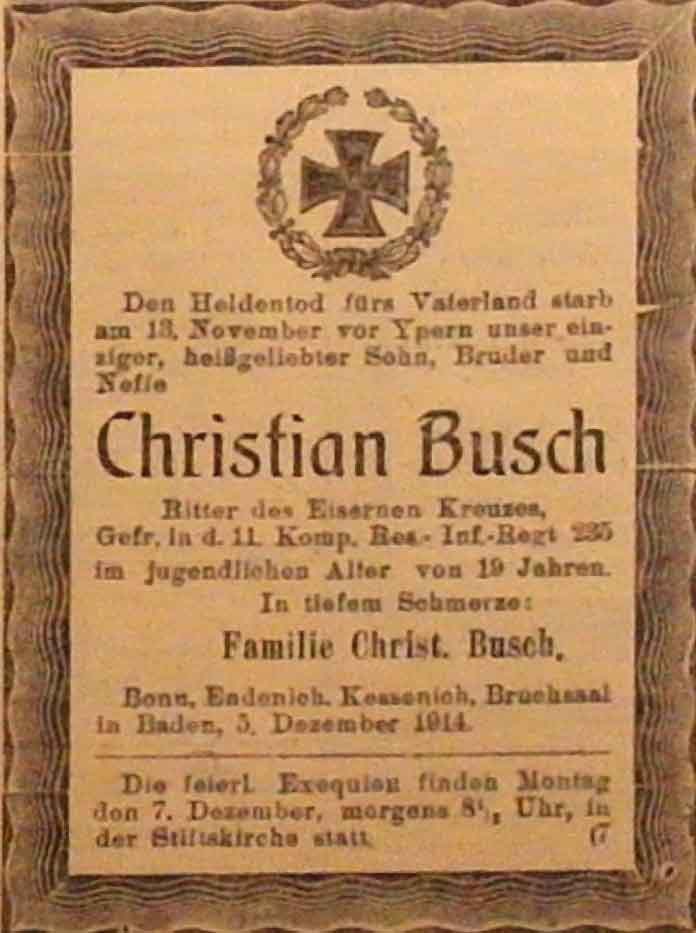 Den Heldentod fürs Vaterland starb
am 13. November vor Ypern unser ein-
ziger, heißgeliebter Sohn, Bruder und
Neffe
Christian Busch
Ritter des Eisernen Kreuzes,
Gefr. in d. 11. Komp. Res.- Inf.-Regt 235
im jugendlichen Alter von 19 Jahren.
In tiefem Schmerze:
Familie Christ. Busch.
Bonn, Endenich, Kessenich, Bruchsaal
in Baden, 5. Dezember 1914.
Die feierl. Exequien finden Montag
den 7. Dezember, morgens 8½ Uhr, in
der Stiftskirche statt. (7